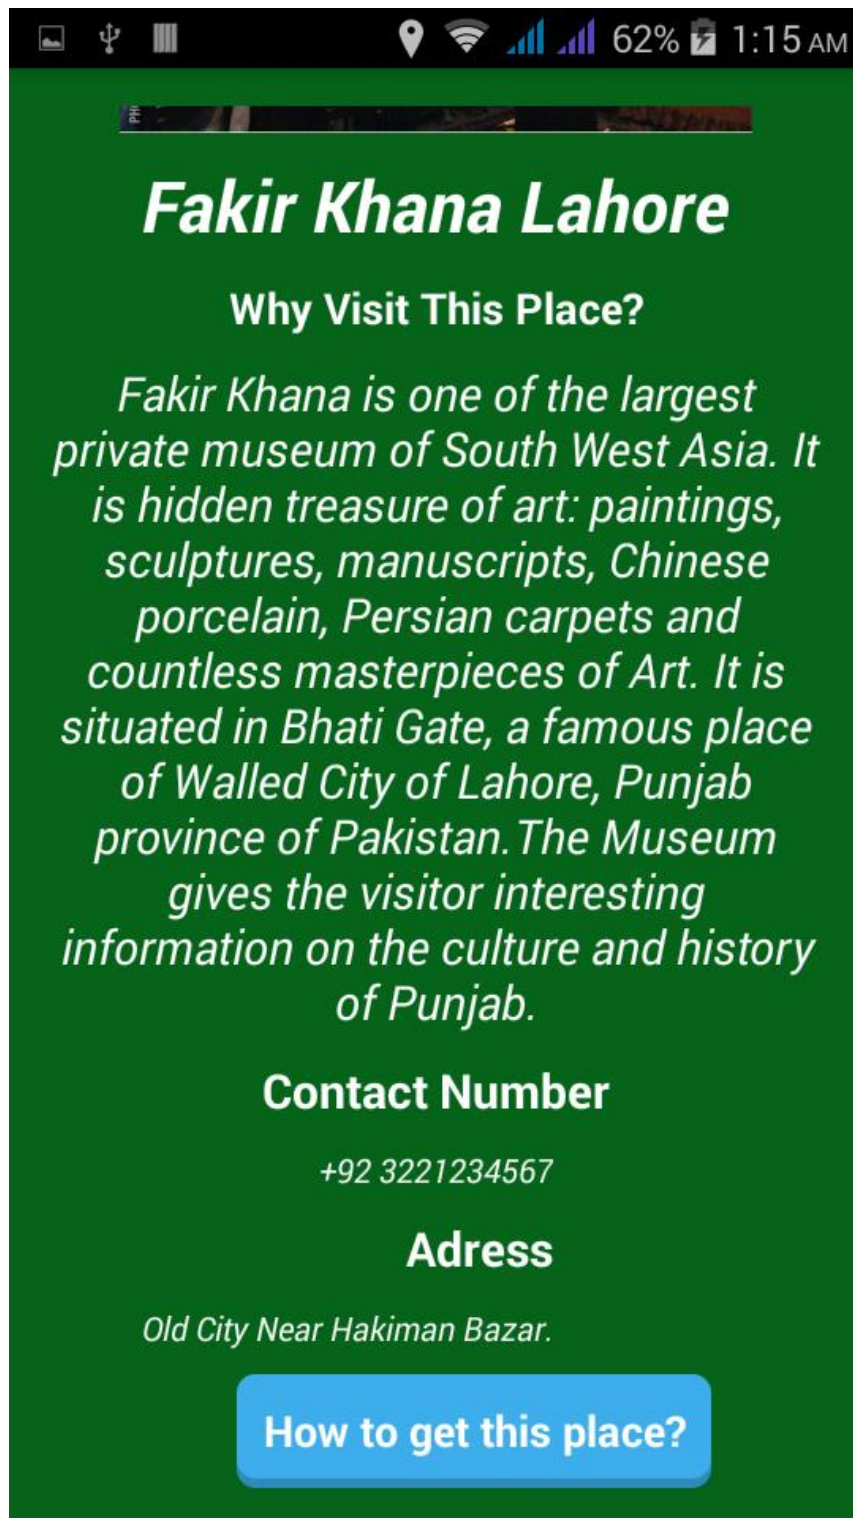 62% 1:15 AM
PHO
Fakir Khana Lahore
Why Visit This Place?
Fakir Khana is one of the largest
private museum of South West Asia. It
is hidden treasure of art: paintings,
sculptures, manuscripts, Chinese
porcelain, Persian carpets and
countless masterpieces of Art. It is
situated in Bhati Gate, a famous place
of Walled City of Lahore, Punjab
province of Pakistan.The Museum
gives the visitor interesting
information on the culture and history
of Punjab.
Contact Number
+92 3221234567
Adress
Old City Near Hakiman Bazar.
How to get this place?